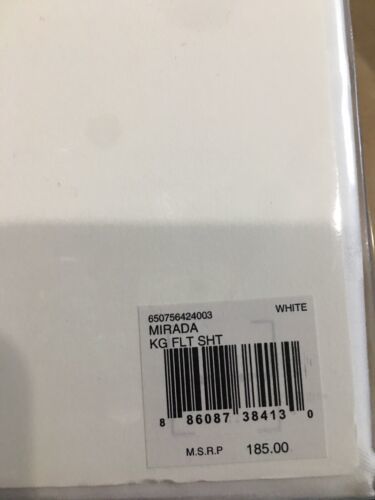 650756424003 WHITE
MIRADA
KG FLT SHT
8 86087 38413 0
M.S.R.P 185.00